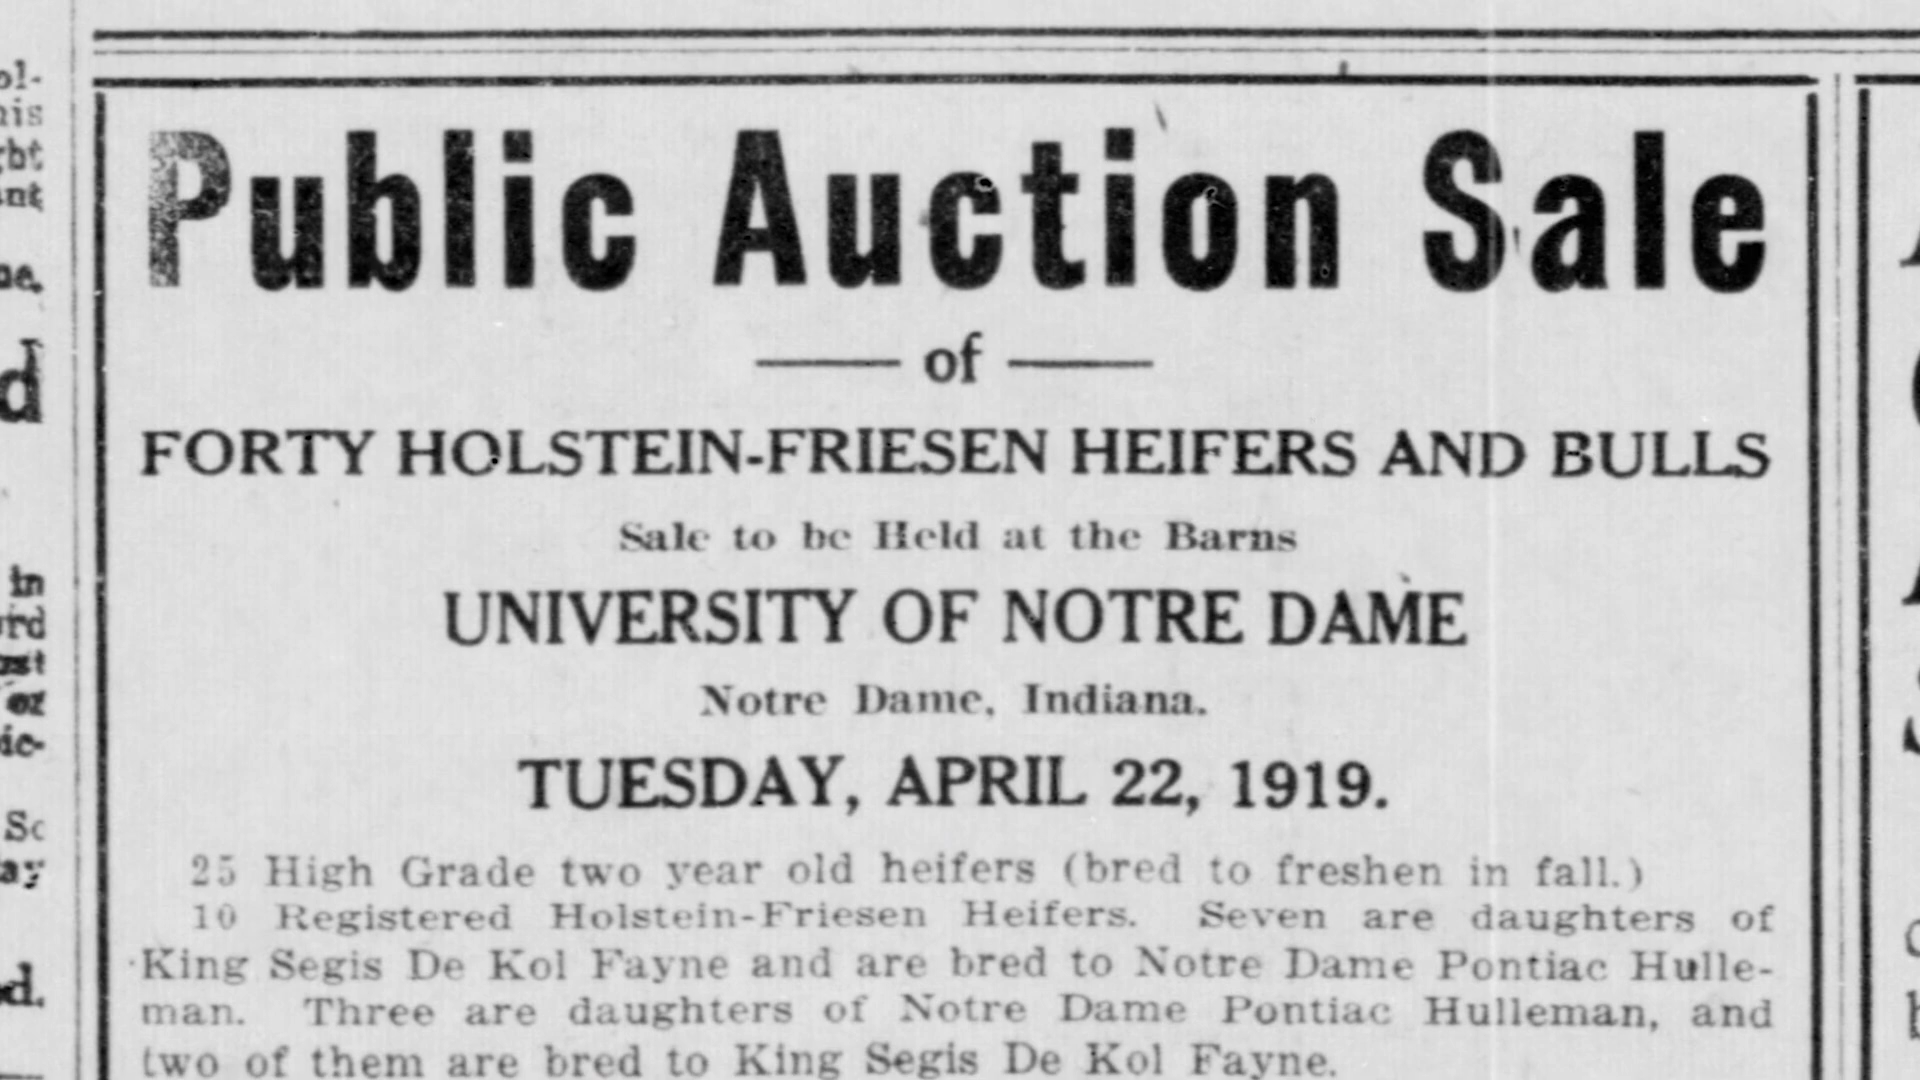 Public Auction Sale
of
FORTY HOLSTEIN-FRIESEN HEIFERS AND BULLS
Sale to be Held at the Barns
UNIVERSITY OF NOTRE DAME
Notre Dame, Indiana.
TUESDAY, APRIL 22, 1919.
25 High Grade two year old heifers (bred to freshen in fall.)
10 Registered Holstein-Friesen Heifers. Seven are daughters of
King Segis De Kol Fayne and are bred to Notre Dame Pontiac Hulle-
man. Three are daughters of Notre Dame Pontiac Hulleman, and
two of them are bred to King Segis De Kol Fayne.